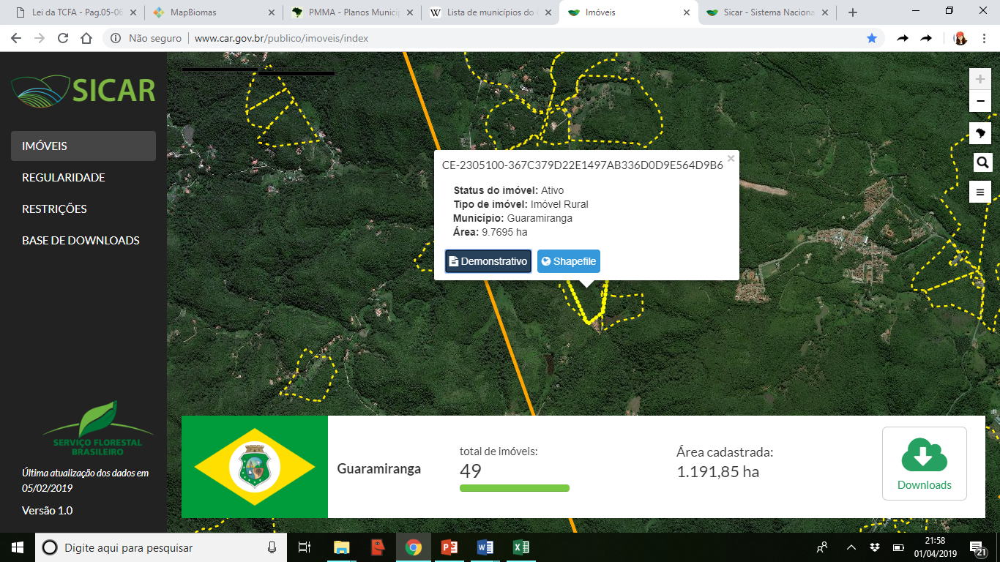 Lei da TCFA - Pag.05-06
MapBiomas
PMMA - Planos Municip
Lista de municípios do
Imóveis
Sicar - Sistema Naciona
Não seguro
www.car.gov.br/publico/imoveis/index
SICAR
IMÓVEIS
REGULARIDADE
RESTRIÇÕES
BASE DE DOWNLOADS
SERVIÇO FLORESTAL
BRASILEIRO
Última atualização dos dados em
05/02/2019
Versão 1.0
CE-2305100-367C379D22E1497AB336D0D9E564D9B6
Status do imóvel: Ativo
Tipo de imóvel: Imóvel Rural
Município: Guaramiranga
Área: 9.7695 ha
Demonstrativo
Shapefile
Guaramiranga
total de imóveis:
49
Área cadastrada:
1.191,85 ha
Downloads
Digite aqui para pesquisar
21:58
01/04/2019
21